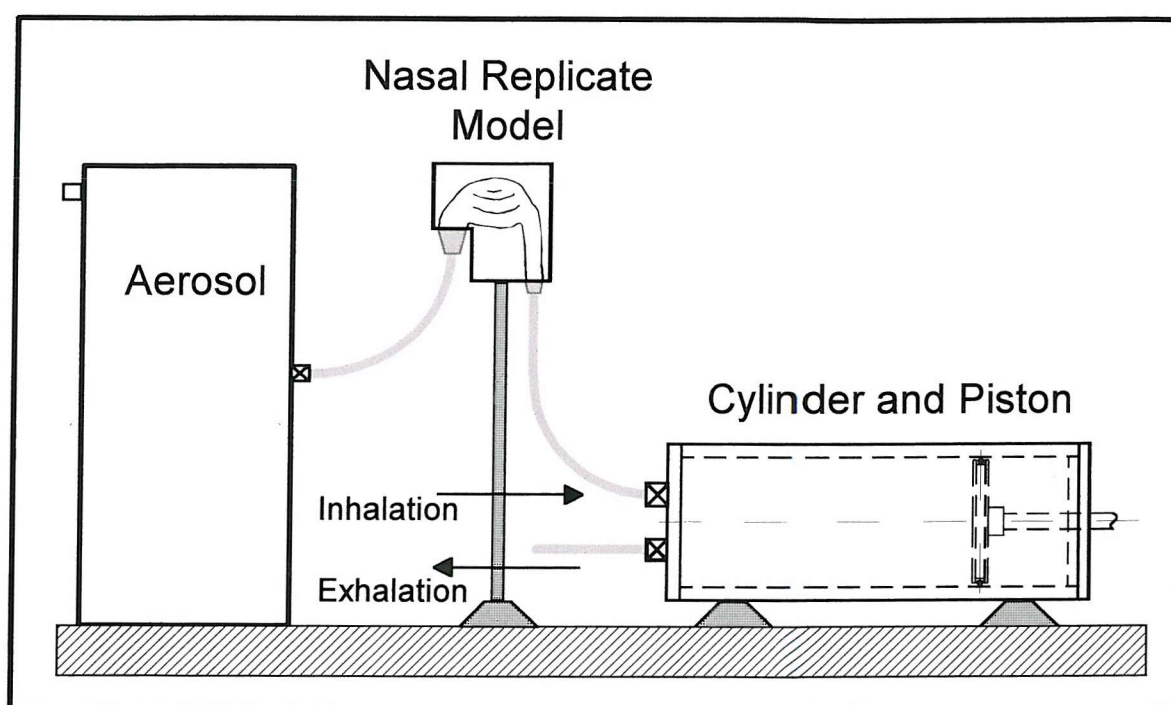 Nasal Replicate
Model
Aerosol
Cylinder and Piston
Inhalation
Exhalation